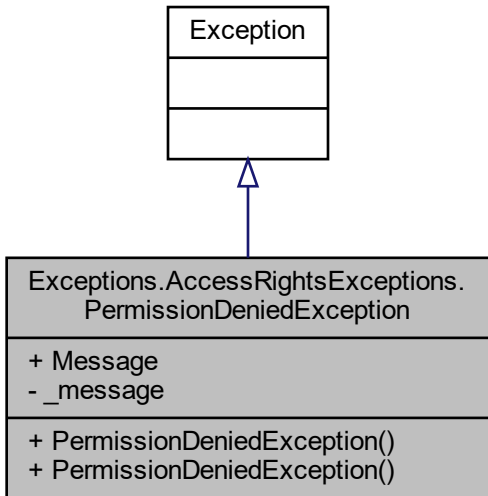 Exception
Exceptions.AccessRightsExceptions.
PermissionDeniedException
+ Message
- _message
+ PermissionDeniedException()
+ PermissionDeniedException()